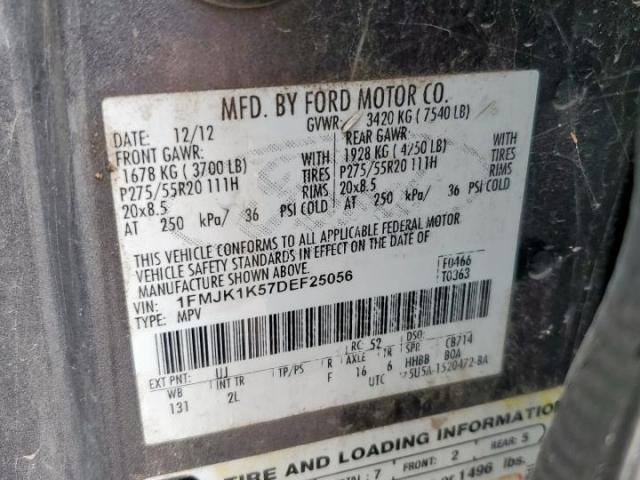 MFD. BY FORD MOTOR CO.
DATE: 12/12 GVWR: 3420 KG ( 7540 LB)
FRONT GAWR: REAR GAWR:
1678 KG ( 3700 LB) WITH 1928 KG ( 4250 LB) WITH
P275/55R20 111H TIRES P275/55R20 111H TIRES
20x8.5 RIMS 20x8.5 RIMS
AT 250 kPa/ 36 PSI COLD AT 250 kPa/ 36 PSI COLD
THIS VEHICLE CONFORMS TO ALL APPLICABLE FEDERAL MOTOR
VEHICLE SAFETY STANDARDS IN EFFECT ON THE DATE OF
MANUFACTURE SHOWN ABOVE.
VIN: 1FMJK1K57DEF25056 F0466
TYPE: MPV T0363
EXT PNT: UJ RC: 52 DSO:
WB INT TR TP/PS R AXLE TR SPR CB714
131 2L F 16 6 HHBB BOA
UTC 5U5A-1520472-BA
TIRE AND LOADING INFORMATION
TOTAL: 7 FRONT: 2 REAR: 5
or 1496 lbs.